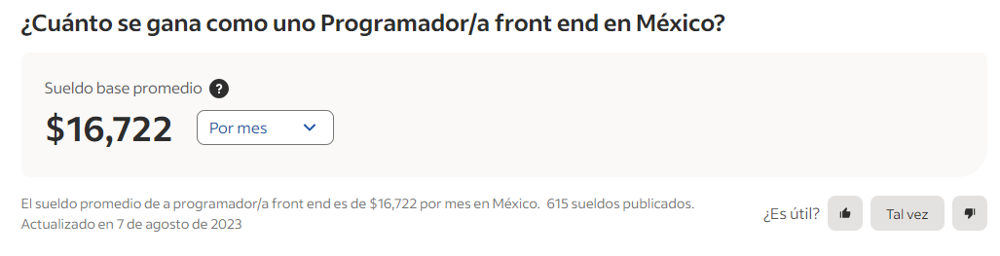 ¿Cuánto se gana como uno Programador/a front end en México?
Sueldo base promedio ?
$16,722 Por mes
El sueldo promedio de a programador/a front end es de $16,722 por mes en México. 615 sueldos publicados.
Actualizado en 7 de agosto de 2023
¿Es útil? Tal vez